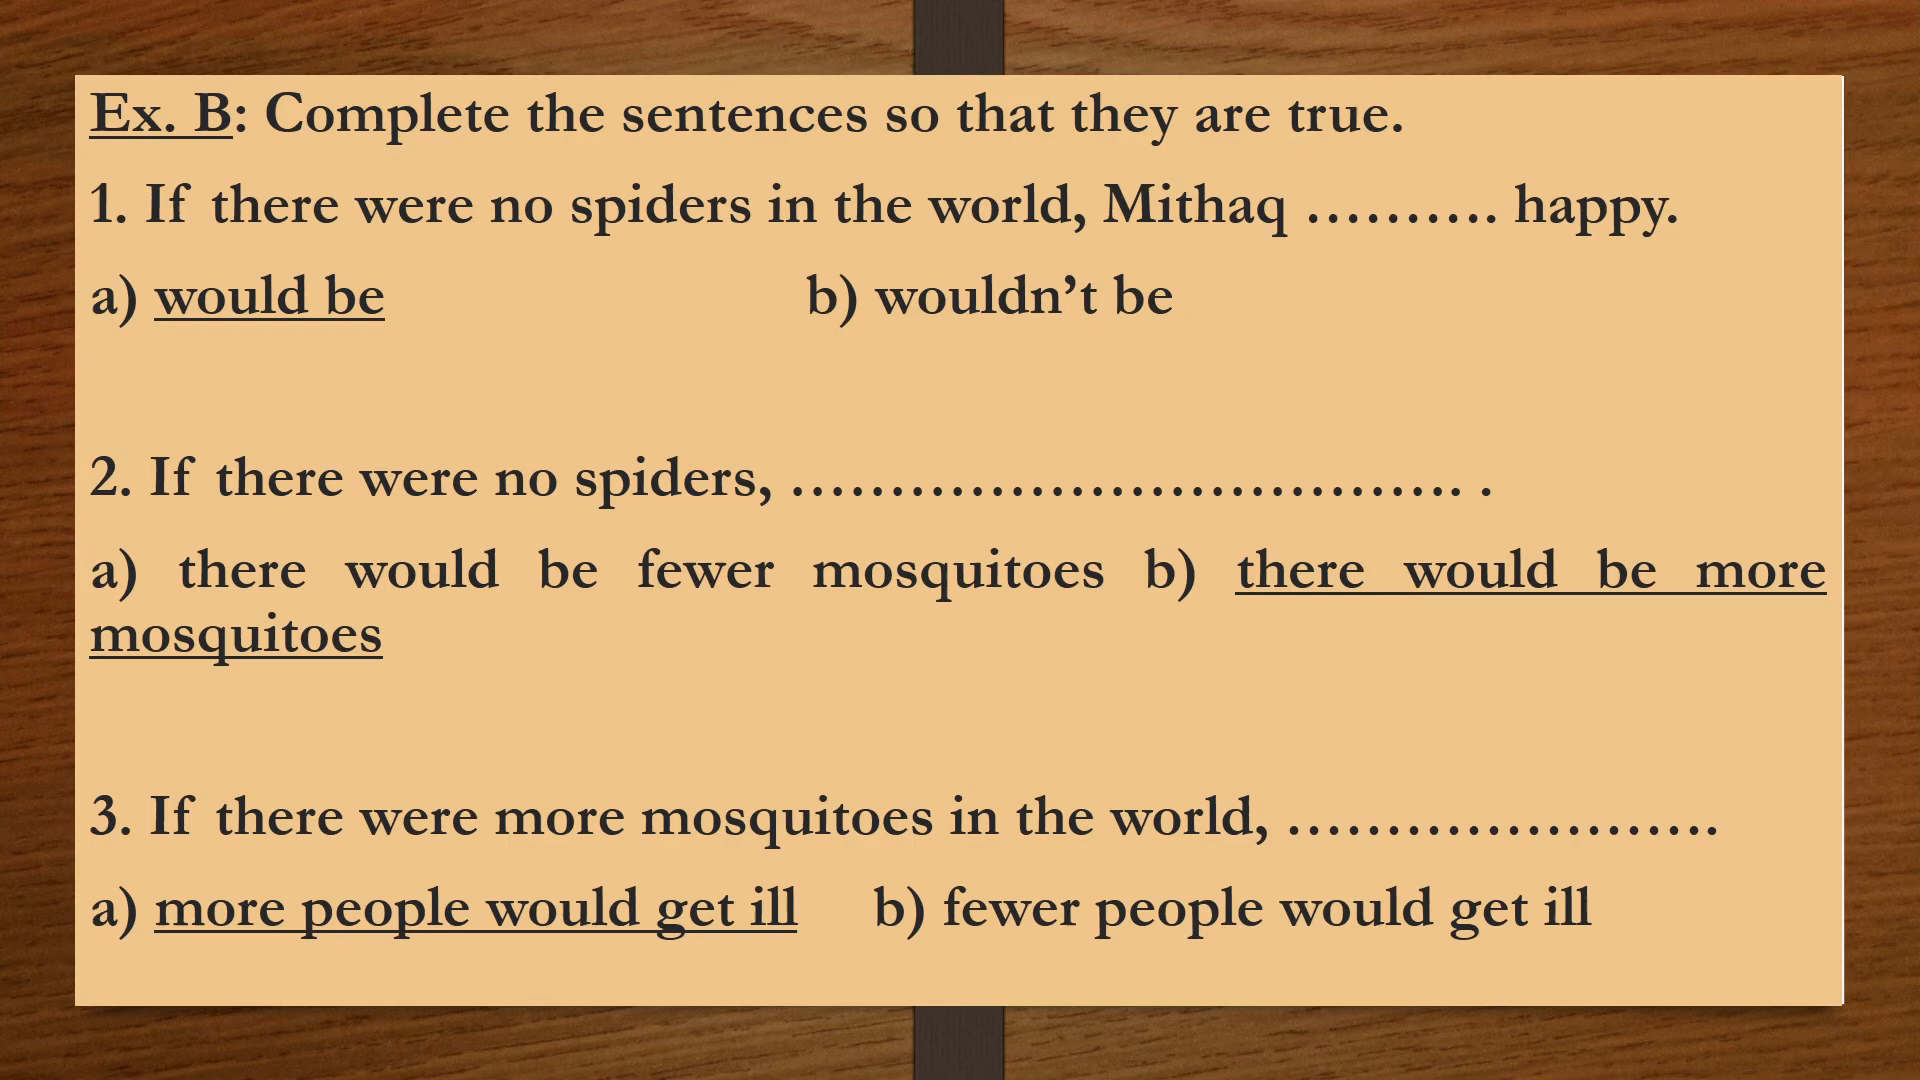 Ex. B: Complete the sentences so that they are true.
1. If there were no spiders in the world, Mithaq ………. happy.
a) would be b) wouldn’t be
2. If there were no spiders, ……………………………. .
a) there would be fewer mosquitoes b) there would be more
mosquitoes
3. If there were more mosquitoes in the world, ………………….
a) more people would get ill b) fewer people would get ill